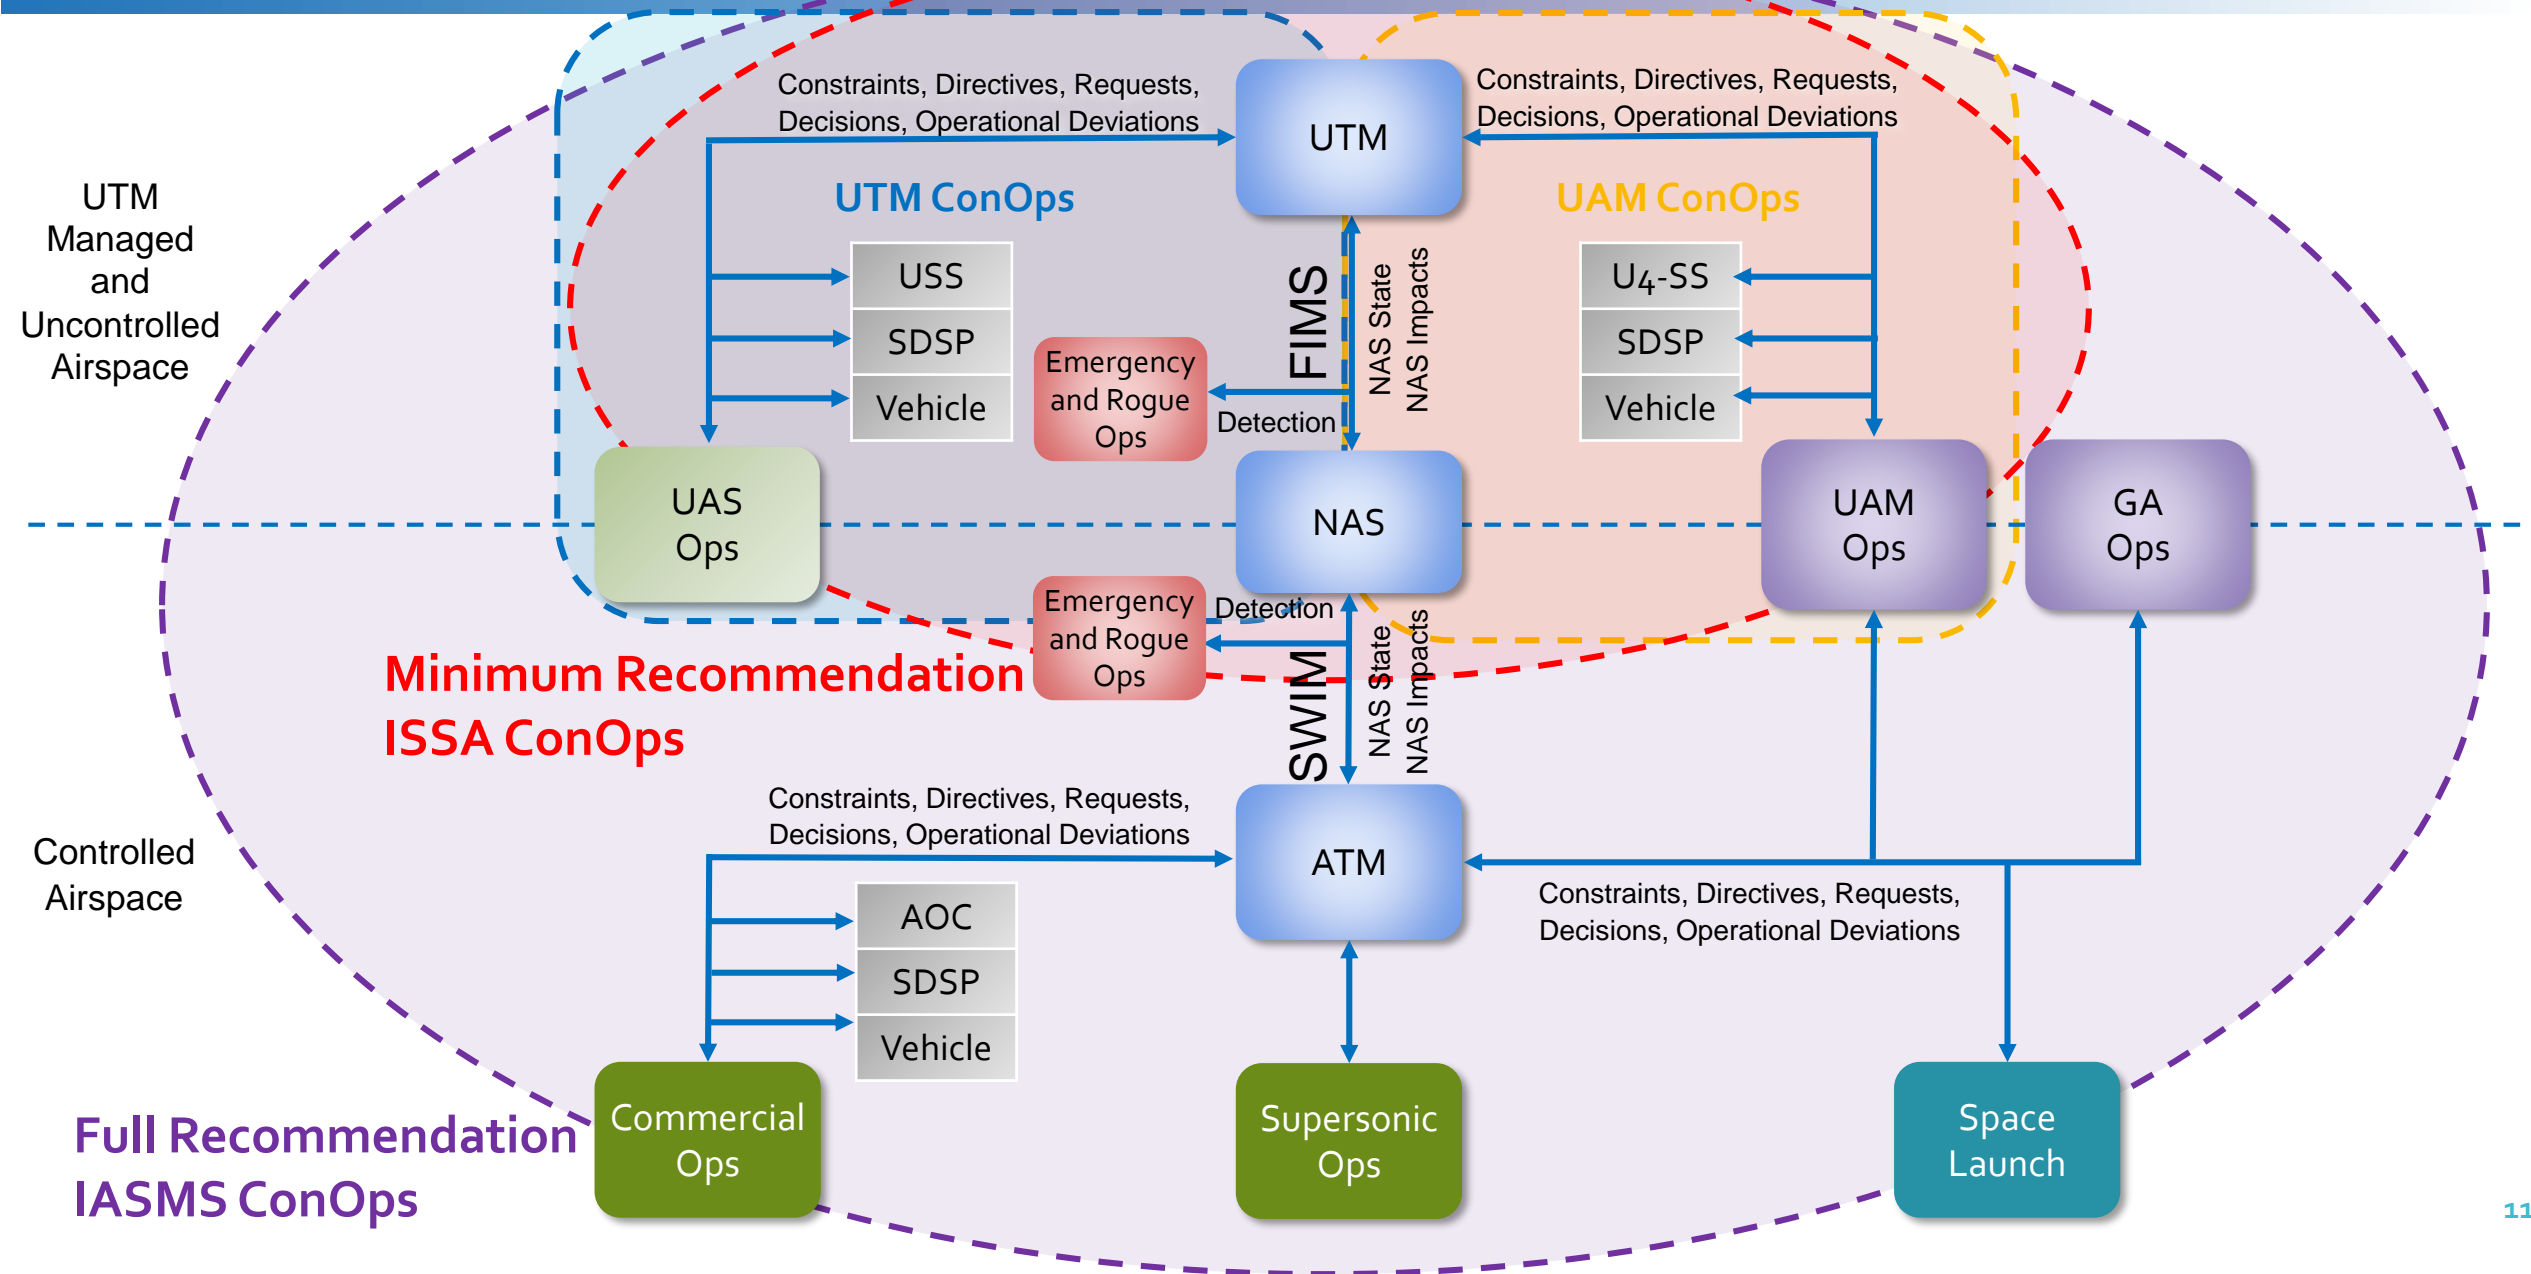 Constraints, Directives, Requests,
Decisions, Operational Deviations
UTM
Constraints, Directives, Requests,
Decisions, Operational Deviations
UTM
Managed
and
Uncontrolled
Airspace
UTM ConOps
UAM ConOps
USS
SDSP
Vehicle
FIMS
NAS State
NAS Impacts
U4-SS
SDSP
Vehicle
Emergency
and Rogue
Ops
Detection
UAS
Ops
NAS
UAM
Ops
GA
Ops
Emergency
and Rogue
Ops
Detection
Minimum Recommendation
ISSA ConOps
SWIM
NAS State
NAS Impacts
Constraints, Directives, Requests,
Decisions, Operational Deviations
ATM
Controlled
Airspace
Constraints, Directives, Requests,
Decisions, Operational Deviations
AOC
SDSP
Vehicle
Full Recommendation
IASMS ConOps
Commercial
Ops
Supersonic
Ops
Space
Launch
11